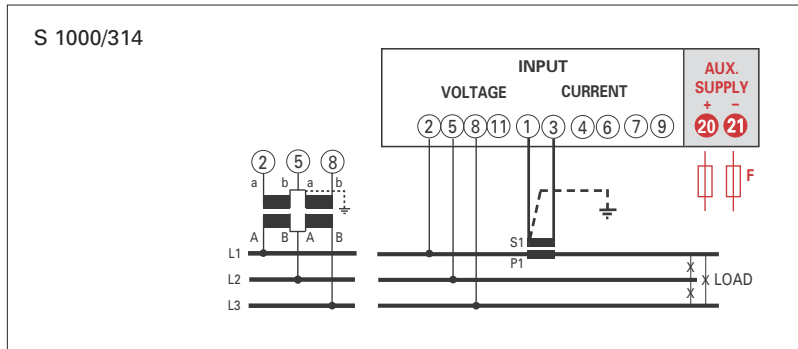 S 1000/314
INPUT
AUX.
SUPPLY
VOLTAGE CURRENT
+ −
2 5 8 11 1 3 4 6 7 9 20 21
2 5 8
a b a b
F
S1
A B A B
P1
L1
L2
X X LOAD
X
L3